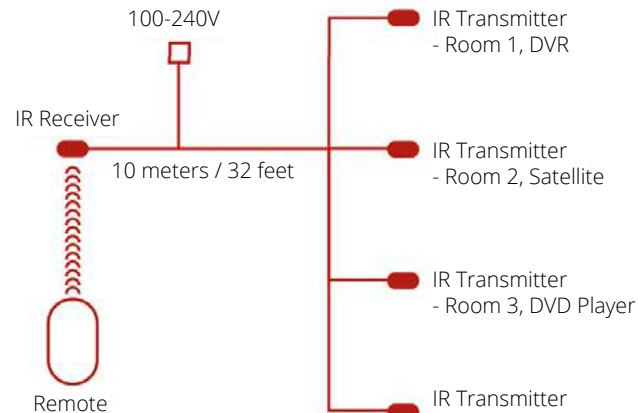 100-240V
IR Receiver
10 meters / 32 feet
Remote
IR Transmitter
- Room 1, DVR
IR Transmitter
- Room 2, Satellite
IR Transmitter
- Room 3, DVD Player
IR Transmitter